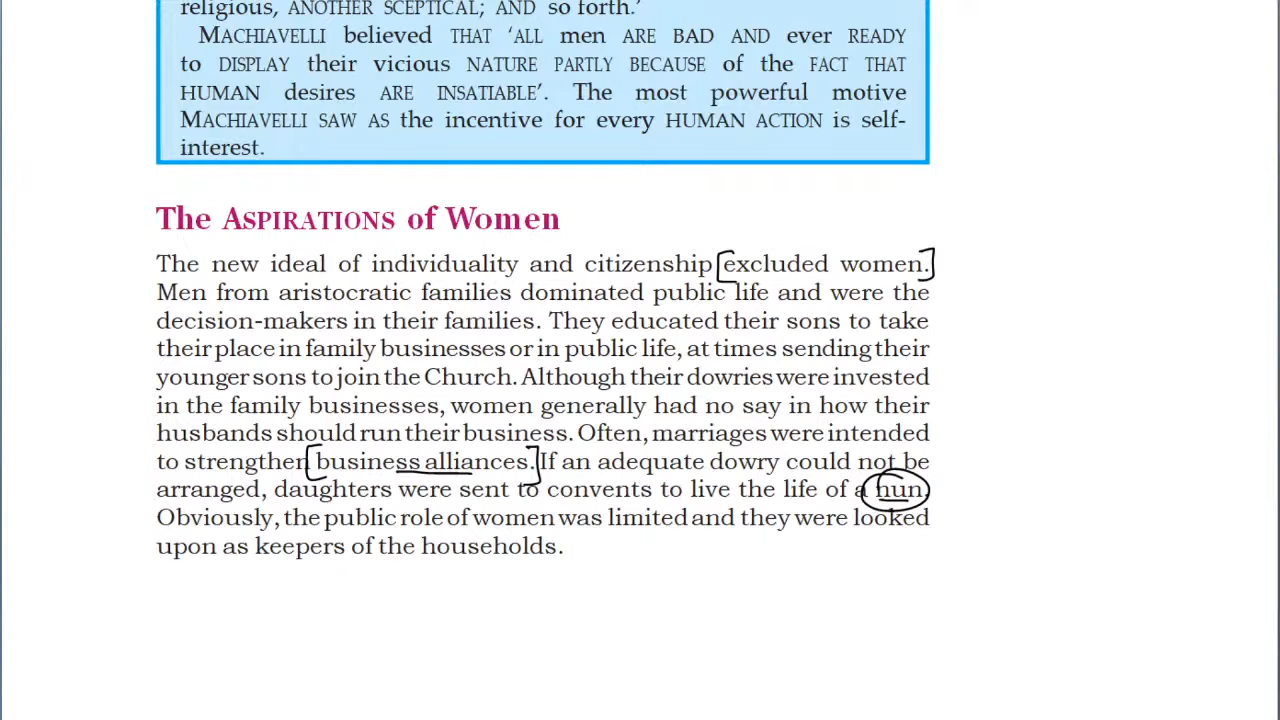 religious, ANOTHER SCEPTICAL; AND so forth.’
MACHIAVELLI believed THAT ‘ALL men ARE BAD AND ever READY
to DISPLAY their vicious NATURE PARTLY BECAUSE of the FACT THAT
HUMAN desires ARE INSATIABLE’. The most powerful motive
MACHIAVELLI SAW AS the incentive for every HUMAN ACTION is self-
interest.
The ASPIRATIONS of Women
The new ideal of individuality and citizenship excluded women.
Men from aristocratic families dominated public life and were the
decision-makers in their families. They educated their sons to take
their place in family businesses or in public life, at times sending their
younger sons to join the Church. Although their dowries were invested
in the family businesses, women generally had no say in how their
husbands should run their business. Often, marriages were intended
to strengthen business alliances. If an adequate dowry could not be
arranged, daughters were sent to convents to live the life of a nun.
Obviously, the public role of women was limited and they were looked
upon as keepers of the households.